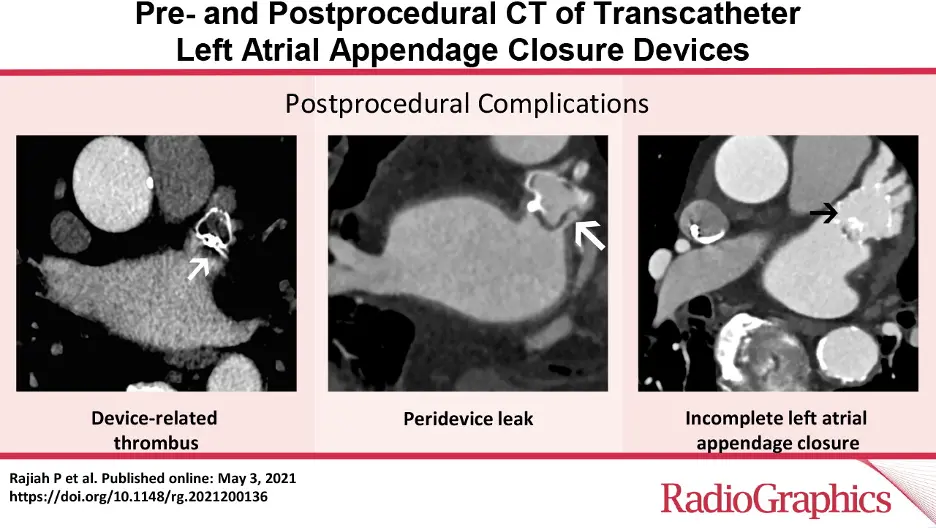 Pre- and Postprocedural CT of Transcatheter
Left Atrial Appendage Closure Devices
Postprocedural Complications
Device-related
thrombus
Peridevice leak
Incomplete left atrial
appendage closure
Rajiah P et al. Published online: May 3, 2021
https://doi.org/10.1148/rg.2021200136
RadioGraphics